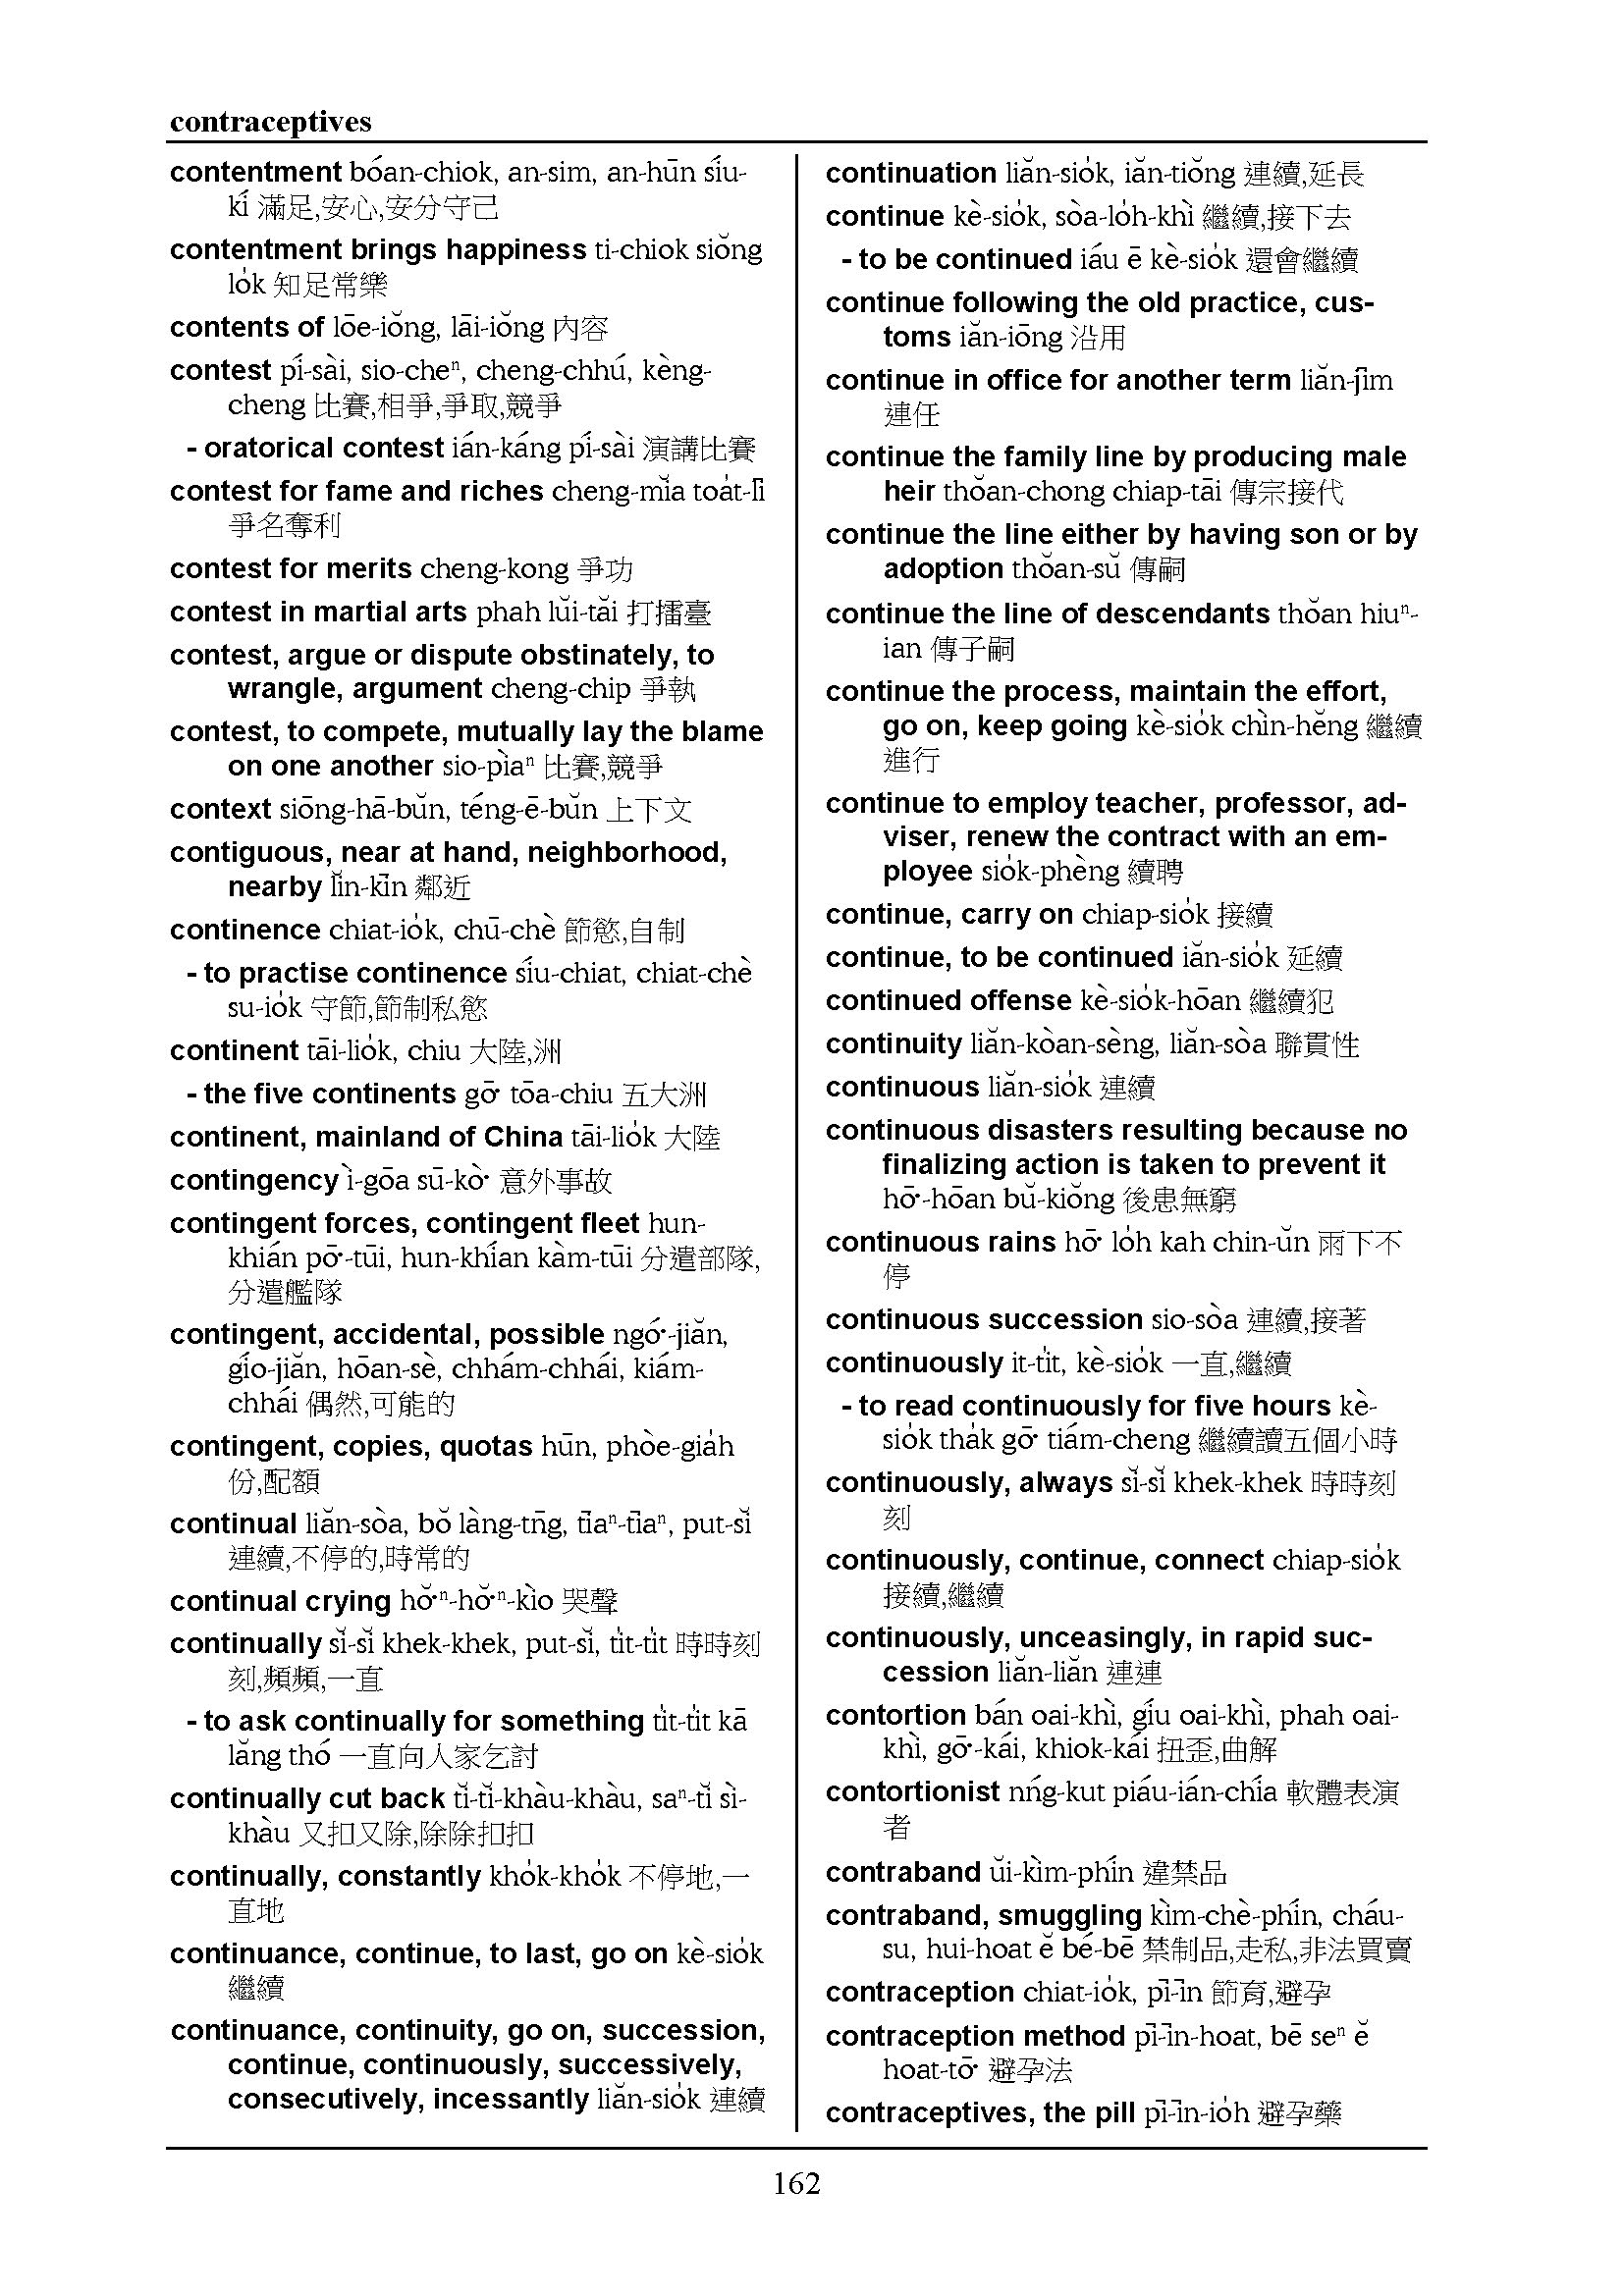 contraceptives
contentment bóan-chiok, an-sim, an-hūn síu-
kí 滿足,安心,安分守己
contentment brings happiness ti-chiok siŏng
lo̍k 知足常樂
contents of lōe-iŏng, lāi-iŏng 內容
contest pí-sài, sio-cheⁿ, cheng-chhú, kèng-
cheng 比賽,相爭,爭取,競爭
- oratorical contest ián-káng pí-sài 演講比賽
contest for fame and riches cheng-mĭa toa̍t-lī
爭名奪利
contest for merits cheng-kong 爭功
contest in martial arts phah lŭi-tăi 打擂臺
contest, argue or dispute obstinately, to
wrangle, argument cheng-chip 爭執
contest, to compete, mutually lay the blame
on one another sio-pìaⁿ 比賽,競爭
context siōng-hā-bŭn, téng-ē-bŭn 上下文
contiguous, near at hand, neighborhood,
nearby lĭn-kīn 鄰近
continence chiat-io̍k, chū-chè 節慾,自制
- to practise continence síu-chiat, chiat-chè
su-io̍k 守節,節制私慾
continent tāi-lio̍k, chiu 大陸,洲
- the five continents gō͘ tōa-chiu 五大洲
continent, mainland of China tāi-lio̍k 大陸
contingency ì-gōa sū-kò͘ 意外事故
contingent forces, contingent fleet hun-
khián pō͘-tūi, hun-khían kàm-tūi 分遣部隊,
分遣艦隊
contingent, accidental, possible ngó͘-jiăn,
gío-jiăn, hōan-sè, chhám-chhái, kiám-
chhái 偶然,可能的
contingent, copies, quotas hūn, phòe-gia̍h
份,配額
continual liăn-sòa, bŏ làng-tn̄g, tīaⁿ-tīaⁿ, put-sĭ
連續,不停的,時常的
continual crying hŏ͘ⁿ-hŏ͘ⁿ-kìo 哭聲
continually sĭ-sĭ khek-khek, put-sĭ, ti̍t-ti̍t 時時刻
刻,頻頻,一直
- to ask continually for something ti̍t-ti̍t kā
lăng thó 一直向人家乞討
continually cut back tĭ-tĭ-khàu-khàu, saⁿ-tĭ sì-
khàu 又扣又除,除除扣扣
continually, constantly kho̍k-kho̍k 不停地,一
直地
continuance, continue, to last, go on kè-sio̍k
繼續
continuance, continuity, go on, succession,
continue, continuously, successively,
consecutively, incessantly liăn-sio̍k 連續
continuation liăn-sio̍k, iăn-tiŏng 連續,延長
continue kè-sio̍k, sòa-lo̍h-khì 繼續,接下去
- to be continued iáu ē kè-sio̍k 還會繼續
continue following the old practice, cus-
toms iăn-iōng 沿用
continue in office for another term liăn-jīm
連任
continue the family line by producing male
heir thŏan-chong chiap-tāi 傳宗接代
continue the line either by having son or by
adoption thŏan-sŭ 傳嗣
continue the line of descendants thŏan hiuⁿ-
ian 傳子嗣
continue the process, maintain the effort,
go on, keep going kè-sio̍k chìn-hĕng 繼續
進行
continue to employ teacher, professor, ad-
viser, renew the contract with an em-
ployee sio̍k-phèng 續聘
continue, carry on chiap-sio̍k 接續
continue, to be continued iăn-sio̍k 延續
continued offense kè-sio̍k-hōan 繼續犯
continuity liăn-kòan-sèng, liăn-sòa 聯貫性
continuous liăn-sio̍k 連續
continuous disasters resulting because no
finalizing action is taken to prevent it
hō͘-hōan bŭ-kiŏng 後患無窮
continuous rains hō͘ lo̍h kah chin-ŭn 雨下不
停
continuous succession sio-sòa 連續,接著
continuously it-ti̍t, kè-sio̍k 一直,繼續
- to read continuously for five hours kè-
sio̍k tha̍k gō͘ tiám-cheng 繼續讀五個小時
continuously, always sĭ-sĭ khek-khek 時時刻
刻
continuously, continue, connect chiap-sio̍k
接續,繼續
continuously, unceasingly, in rapid suc-
cession liăn-liăn 連連
contortion bán oai-khì, gíu oai-khì, phah oai-
khì, gō͘-kái, khiok-kái 扭歪,曲解
contortionist nńg-kut piáu-ián-chía 軟體表演
者
contraband ŭi-kìm-phín 違禁品
contraband, smuggling kìm-chè-phín, cháu-
su, hui-hoat ĕ bé-bē 禁制品,走私,非法買賣
contraception chiat-io̍k, pī-īn 節育,避孕
contraception method pī-īn-hoat, bē seⁿ ĕ
hoat-tō͘ 避孕法
contraceptives, the pill pī-īn-io̍h 避孕藥
162